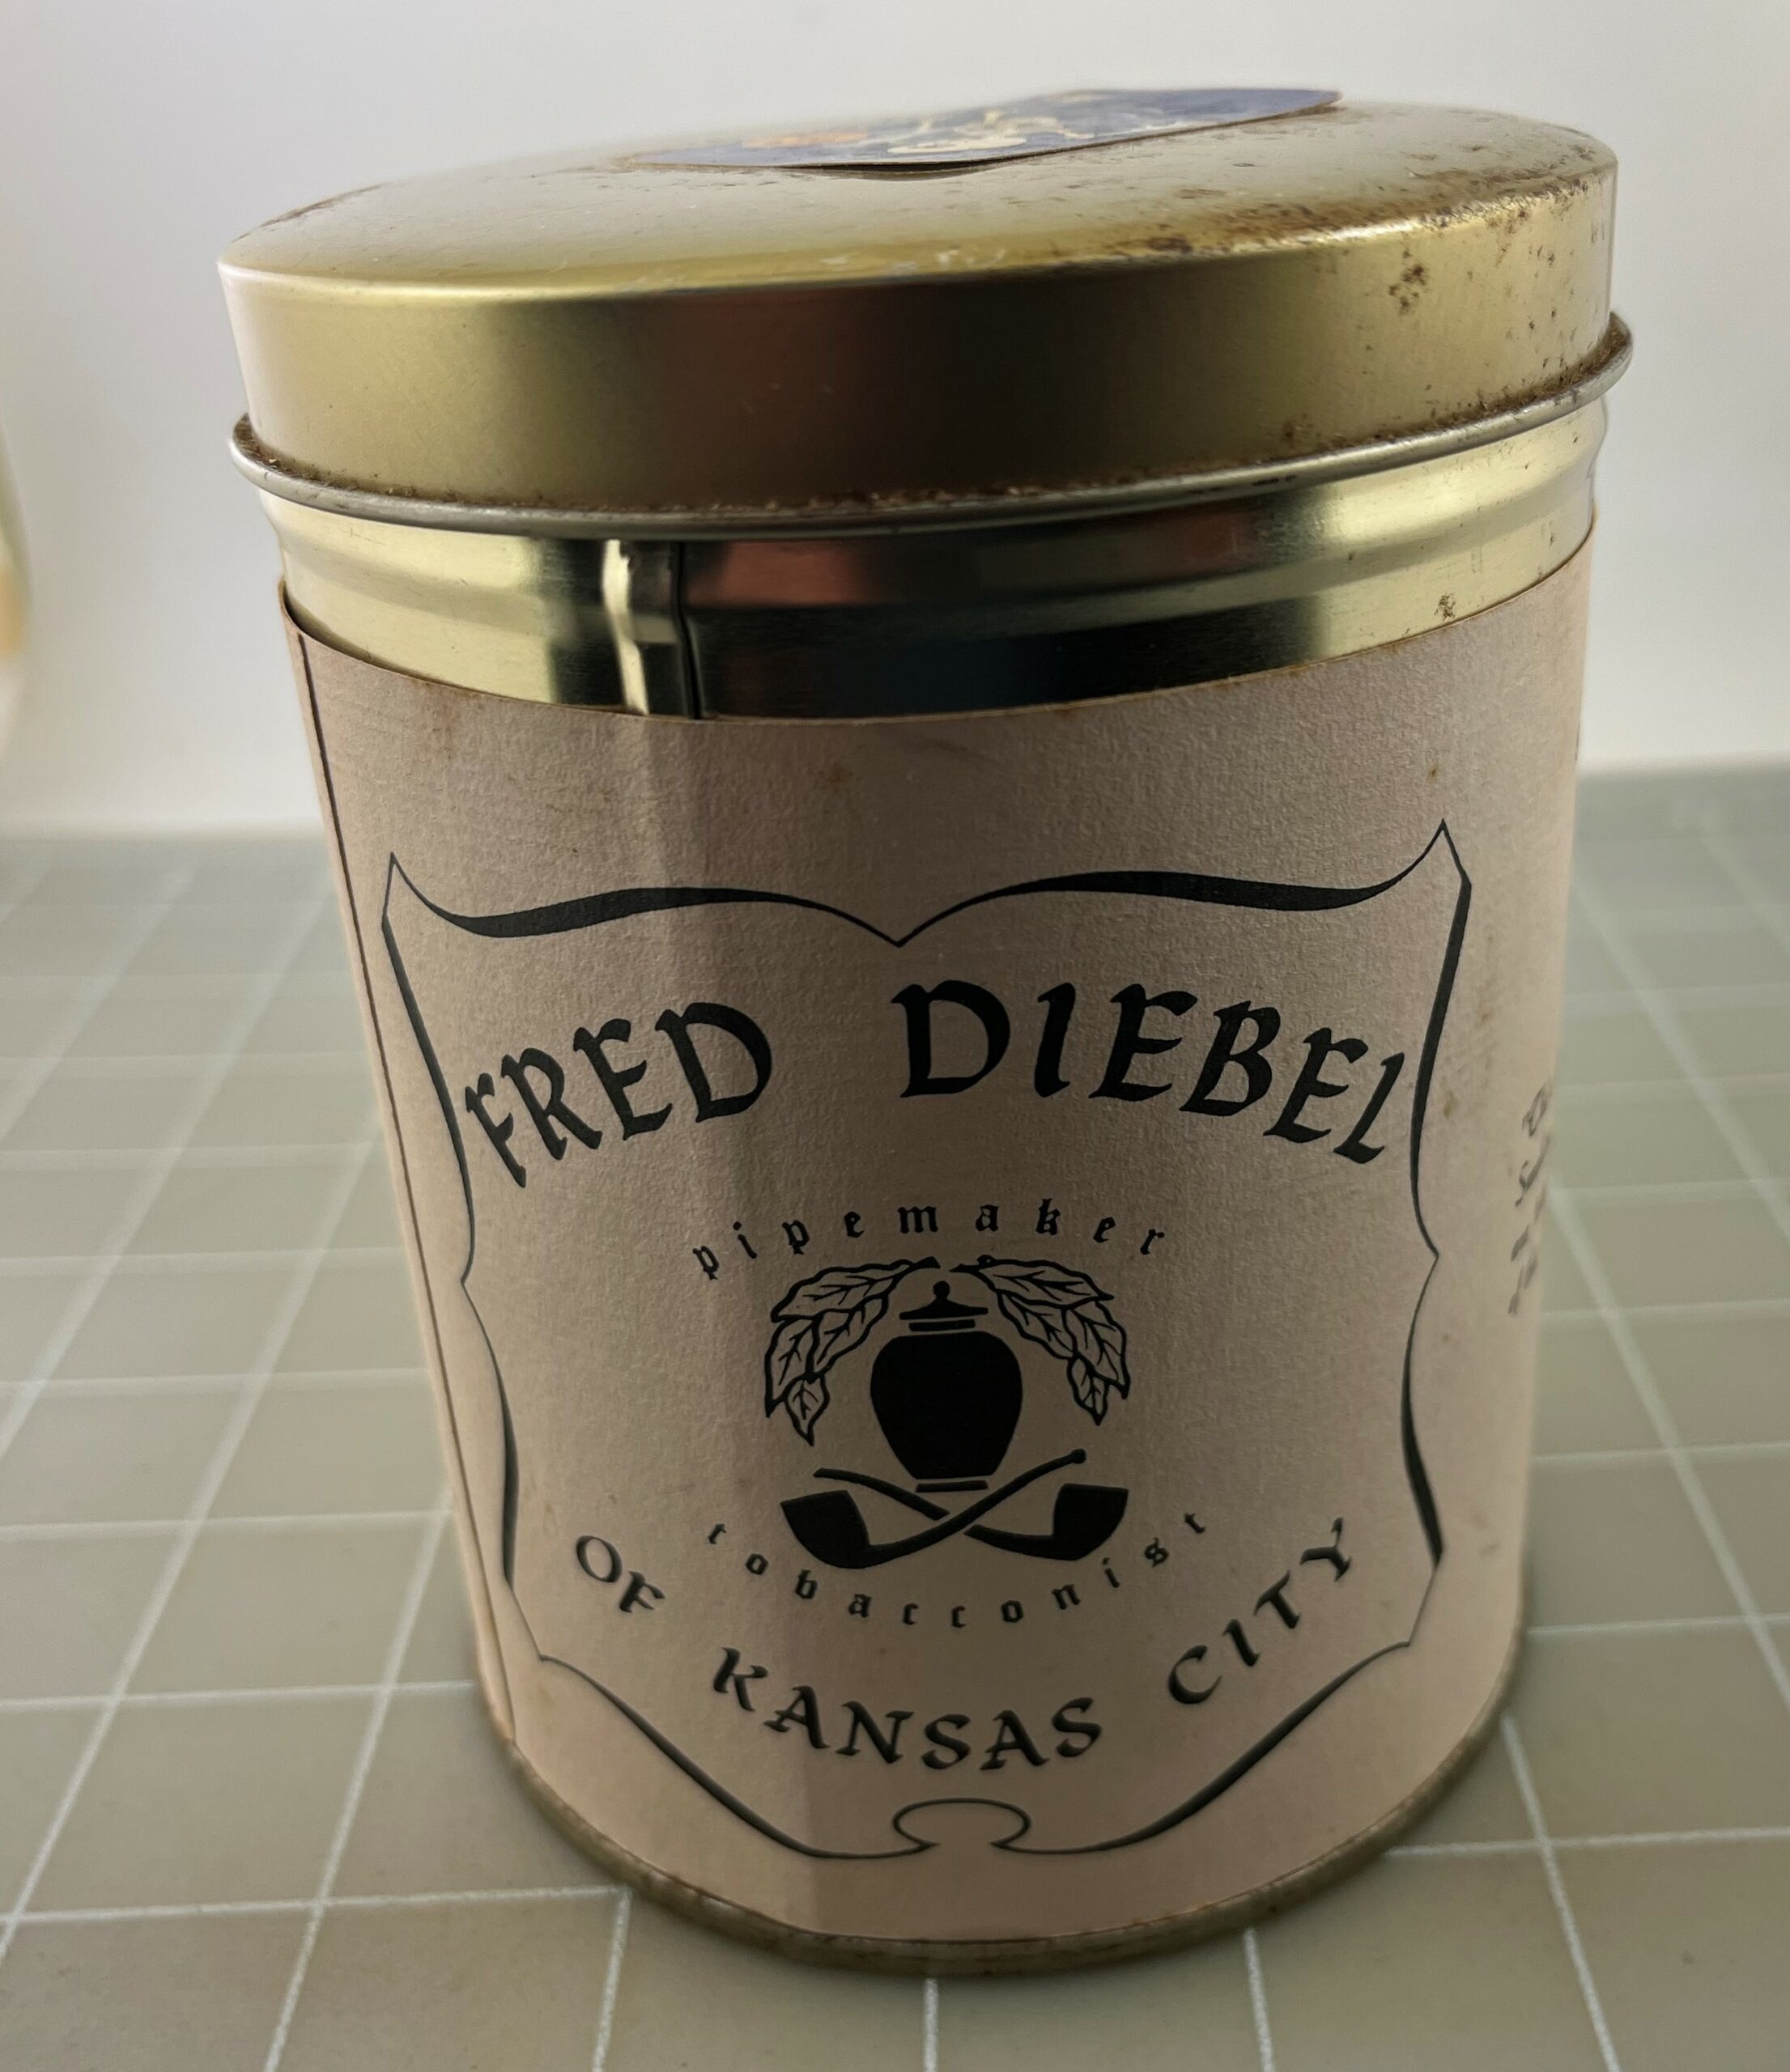 FRED DIEBEL
pipemaker
tobacconist
OF KANSAS CITY